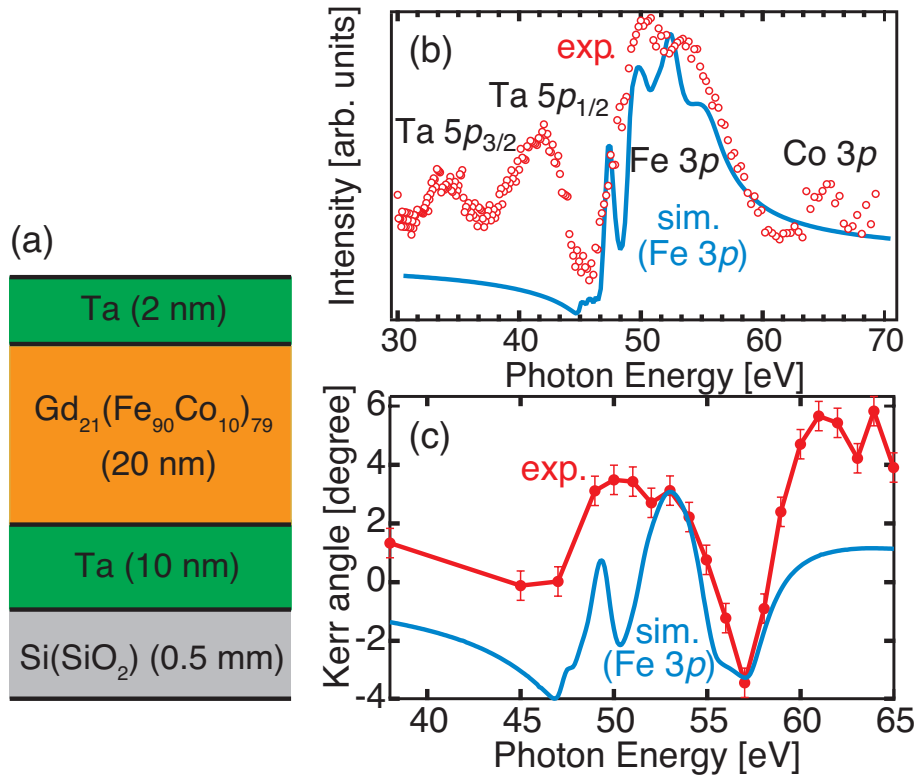 (a)
Ta (2 nm)
Gd₂₁(Fe₉₀Co₁₀)₇₉
(20 nm)
Ta (10 nm)
Si(SiO₂) (0.5 mm)
(b)
Intensity [arb. units]
exp.
Ta 5p₃/₂
Ta 5p₁/₂
Fe 3p
Co 3p
sim.
(Fe 3p)
30 40 50 60 70
Photon Energy [eV]
(c)
Kerr angle [degree]
6
4
2
0
-2
-4
exp.
sim.
(Fe 3p)
40 45 50 55 60 65
Photon Energy [eV]